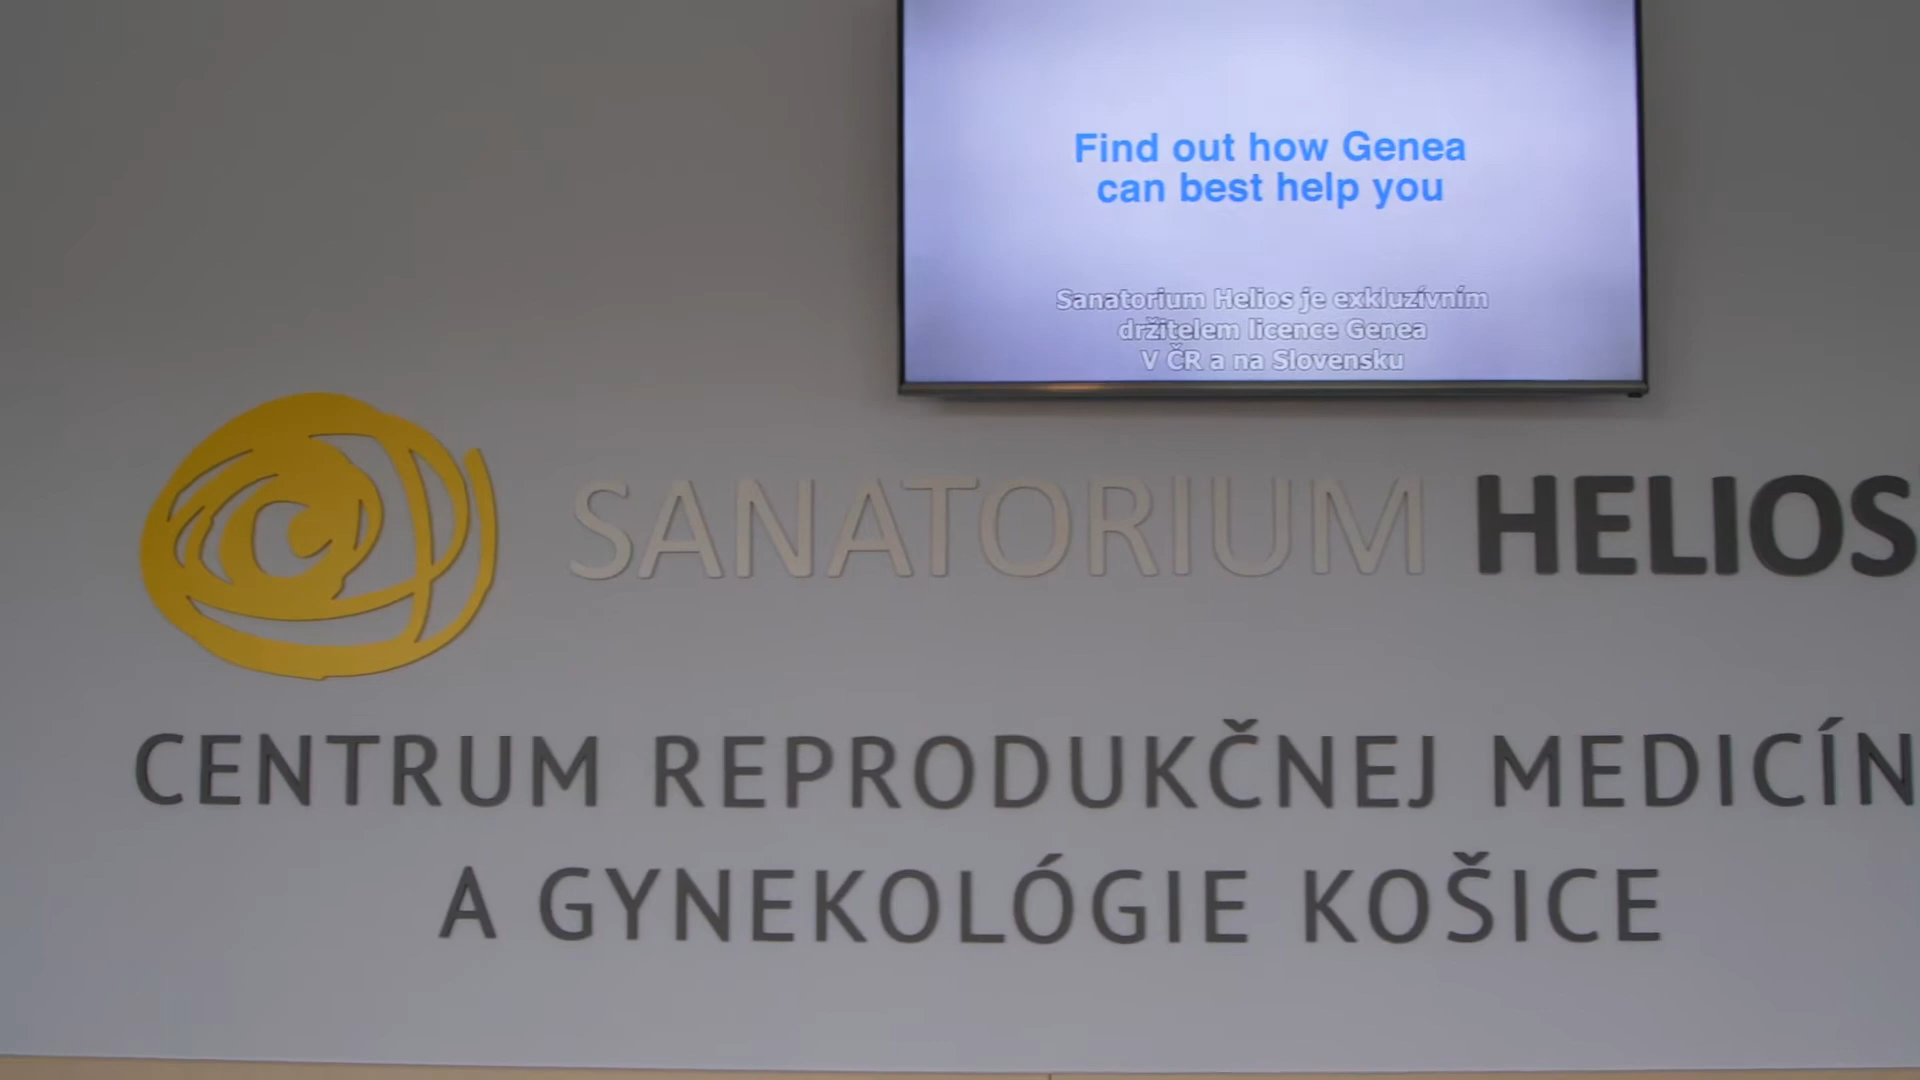 Find out how Genea
can best help you
Sanatorium Helios je exkluzívním
držitelem licence Genea
V ČR a na Slovensku
SANATORIUM HELIOS
CENTRUM REPRODUKČNEJ MEDICÍN
A GYNEKOLÓGIE KOŠICE